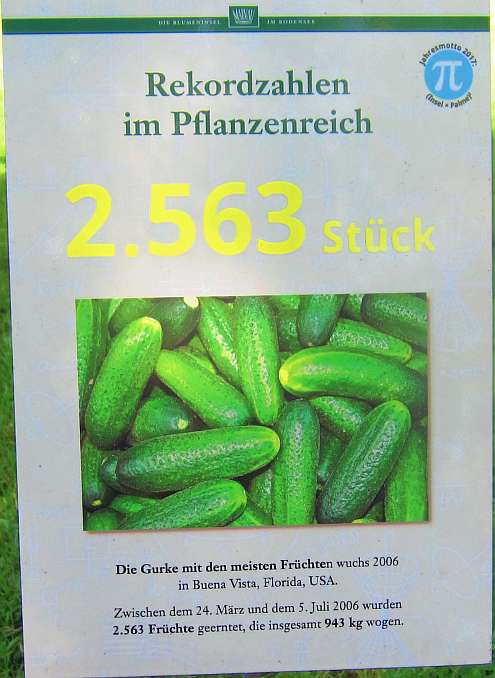 DIE BLUMENINSEL MAINAU IM BODENSEE
Jahresmotto 2017:
π
(Insel + Palme)²
Rekordzahlen
im Pflanzenreich
2.563 Stück
Die Gurke mit den meisten Früchten wuchs 2006
in Buena Vista, Florida, USA.
Zwischen dem 24. März und dem 5. Juli 2006 wurden
2.563 Früchte geerntet, die insgesamt 943 kg wogen.